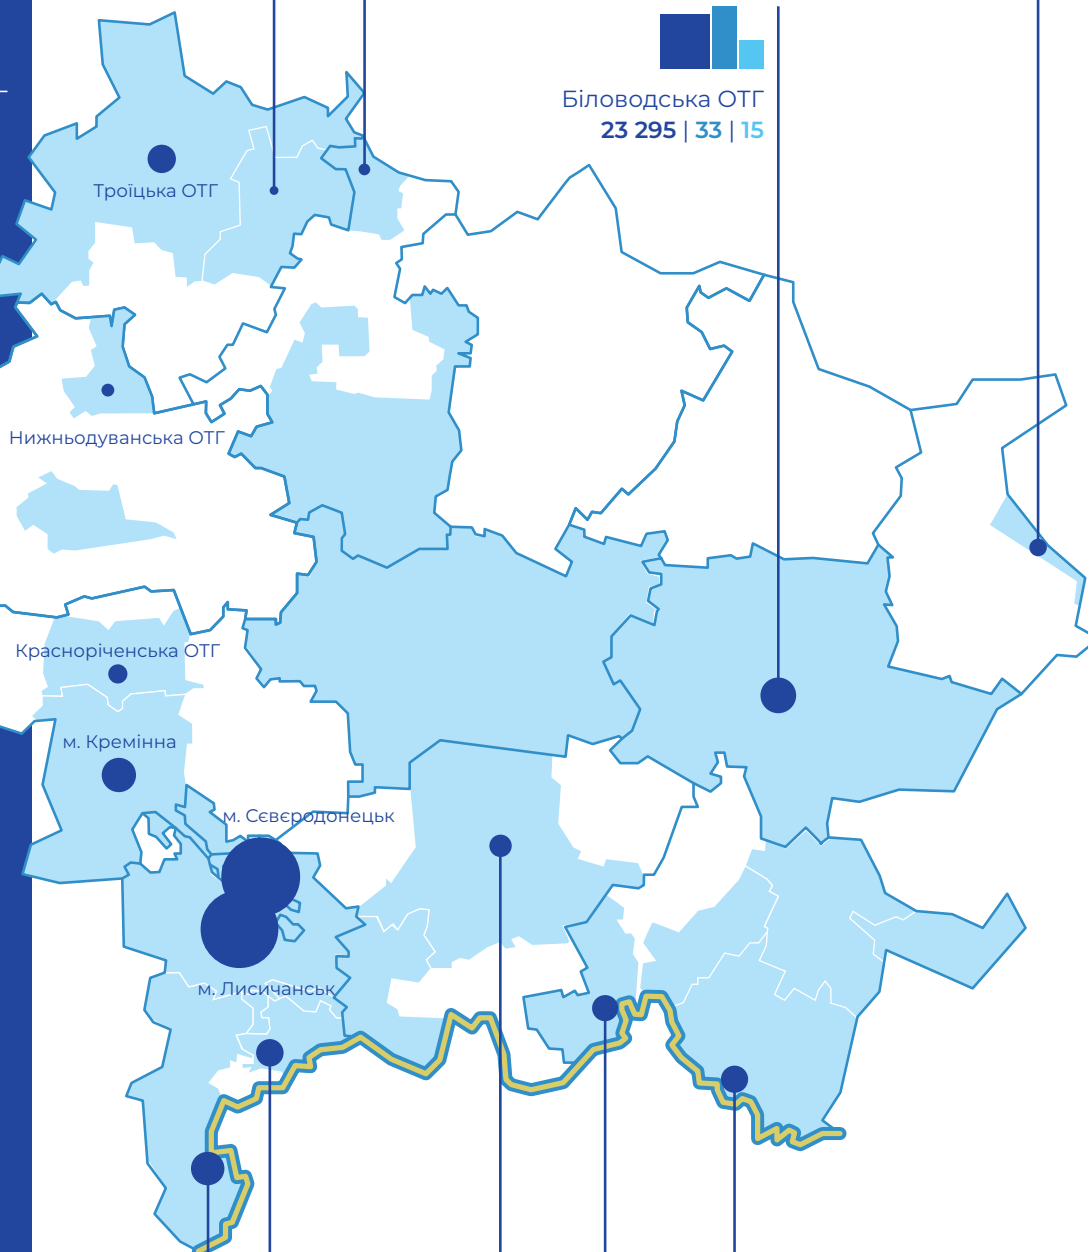 Біловодська ОТГ
23 295 | 33 | 15
Троїцька ОТГ
Нижньодуванська ОТГ
Красноріченська ОТГ
м. Кремінна
м. Сєвєродонецьк
м. Лисичанськ